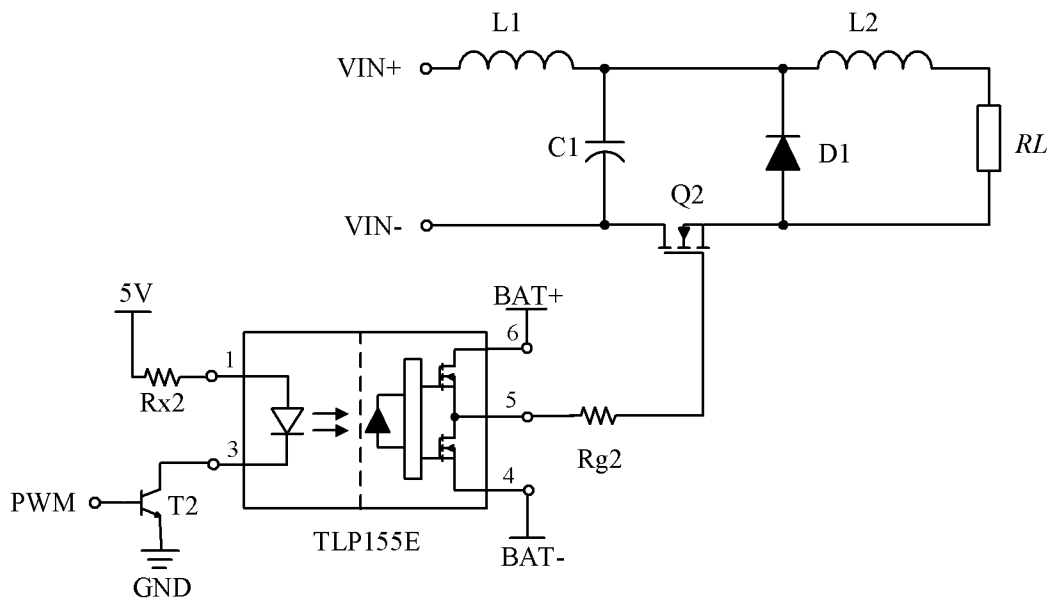 L1
L2
VIN+
C1
D1
RL
Q2
VIN-
5V
BAT+
6
1
Rx2
5
Rg2
3
4
PWM
T2
TLP155E
BAT-
GND